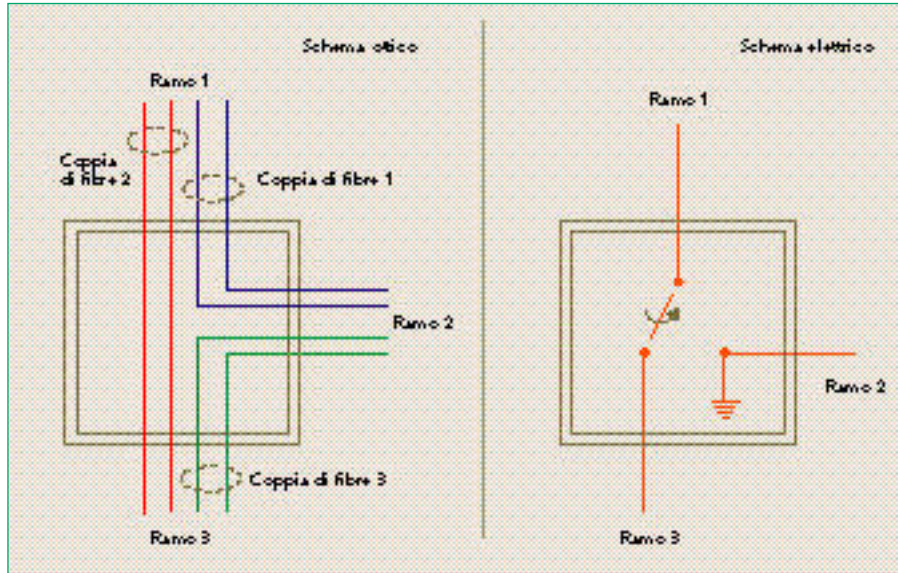 Schema ottico
Ramo 1
Coppia
di fibre 2
Coppia di fibre 1
Ramo 2
Coppia di fibre 3
Ramo 3
Schema elettrico
Ramo 1
Ramo 2
Ramo 3